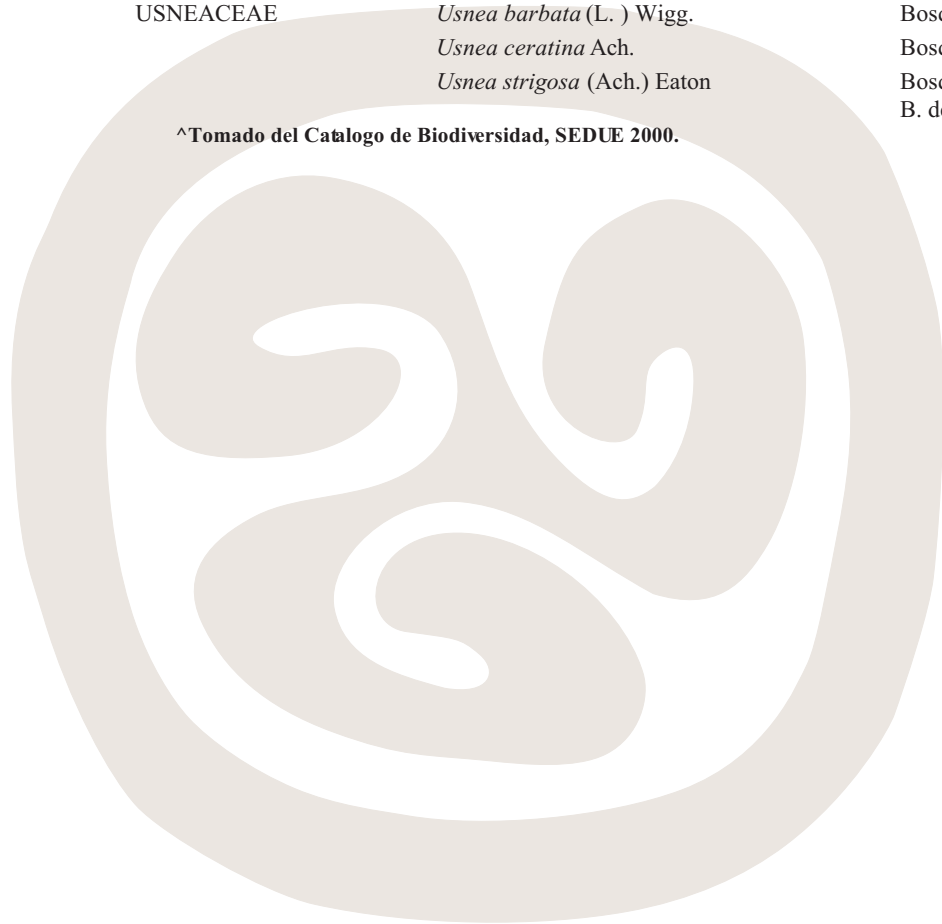 USNEACEAE Usnea barbata (L. ) Wigg.
Usnea ceratina Ach.
Usnea strigosa (Ach.) Eaton
B.
^Tomado del Catalogo de Biodiversidad, SEDUE 2000.